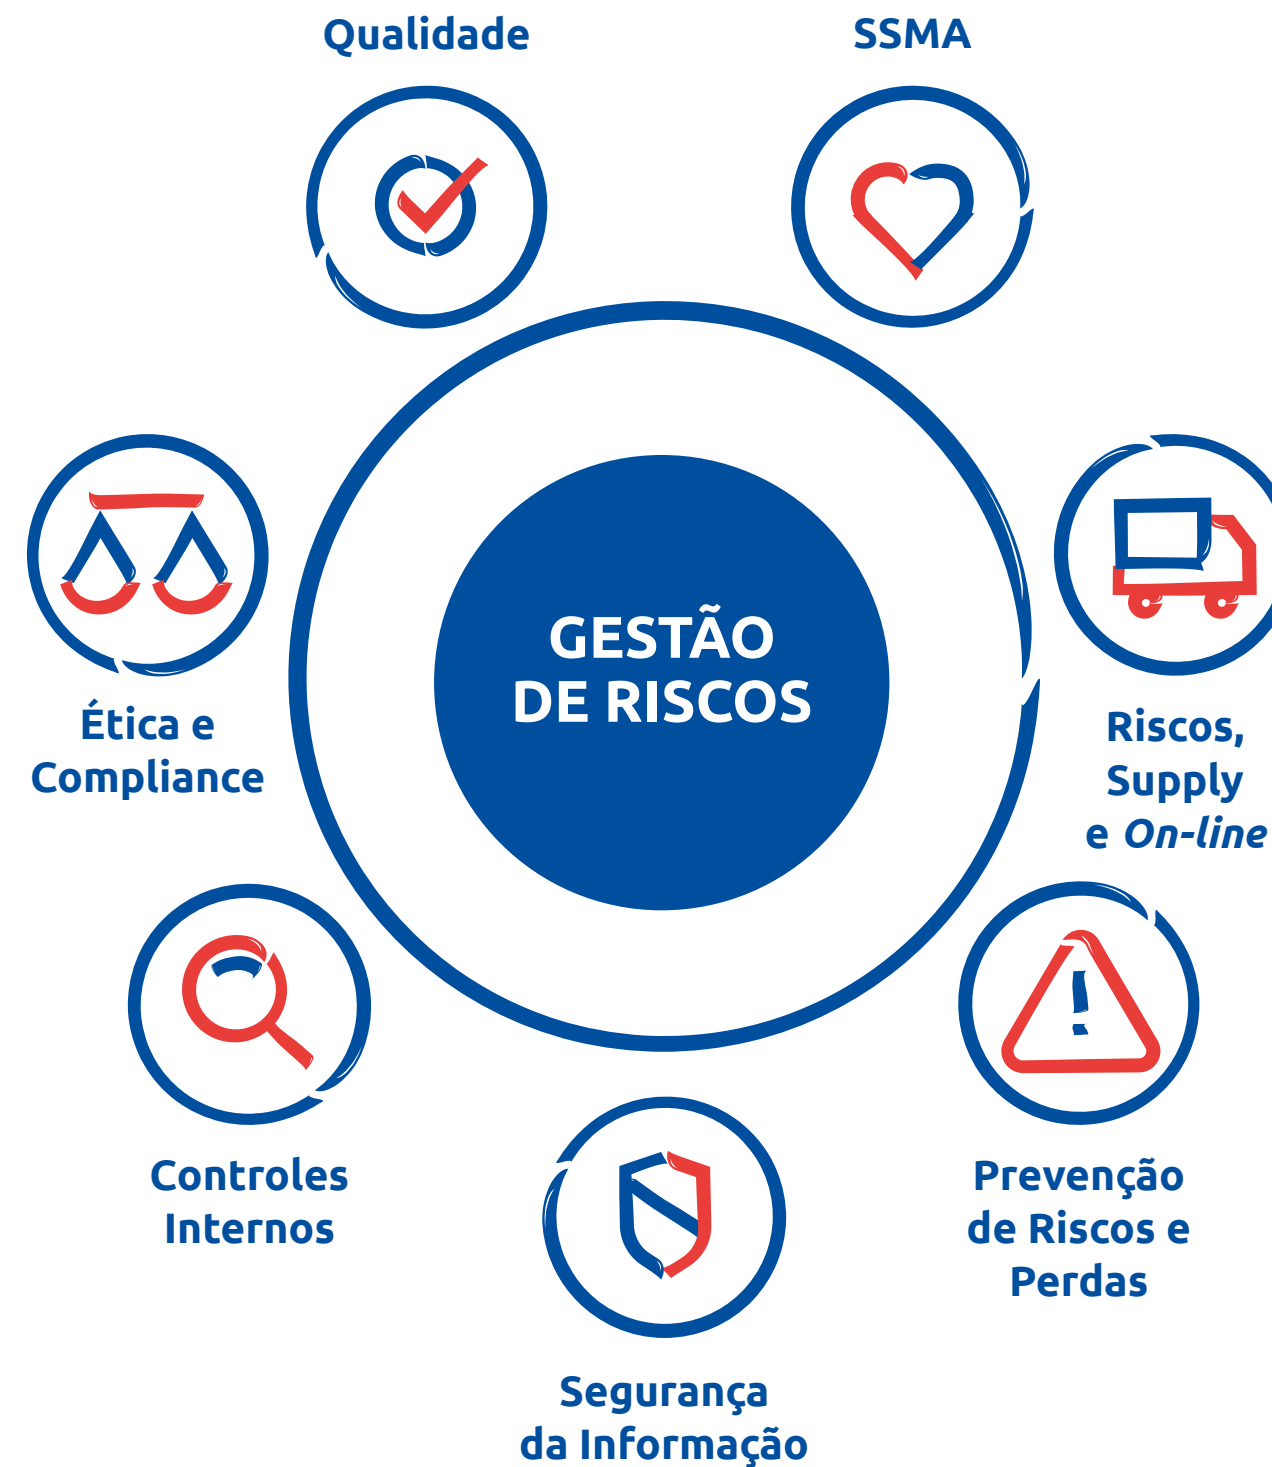 Qualidade
SSMA
GESTÃO
DE RISCOS
Ética e
Compliance
Riscos,
Supply
e On-line
Controles
Internos
Prevenção
de Riscos e
Perdas
Segurança
da Informação